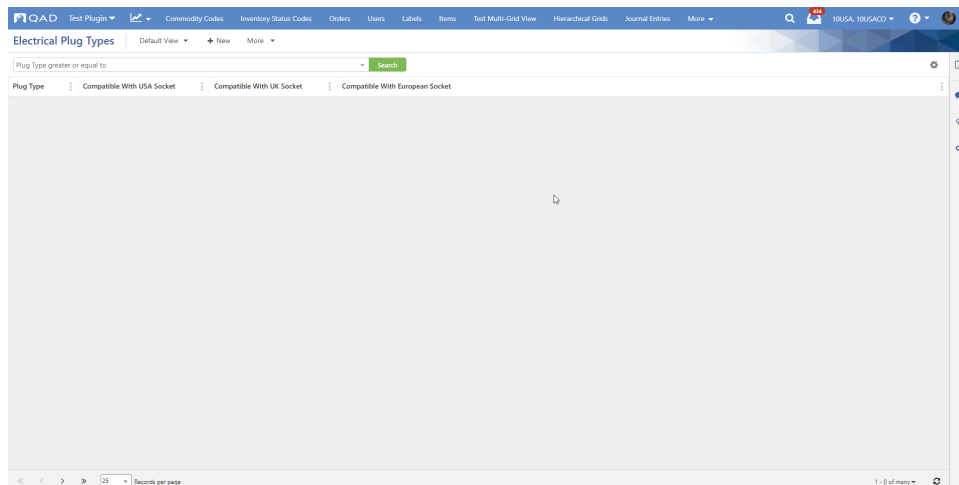 QAD Test Plugin Commodity Codes Inventory Status Codes Orders Users Labels Items Test Multi-Grid View Hierarchical Grids Journal Entries More 434 10USA, 10USACO ?
Electrical Plug Types Default View + New More
Plug Type greater or equal to Search
Plug Type Compatible With USA Socket Compatible With UK Socket Compatible With European Socket
25 Records per page 1 - 0 of many